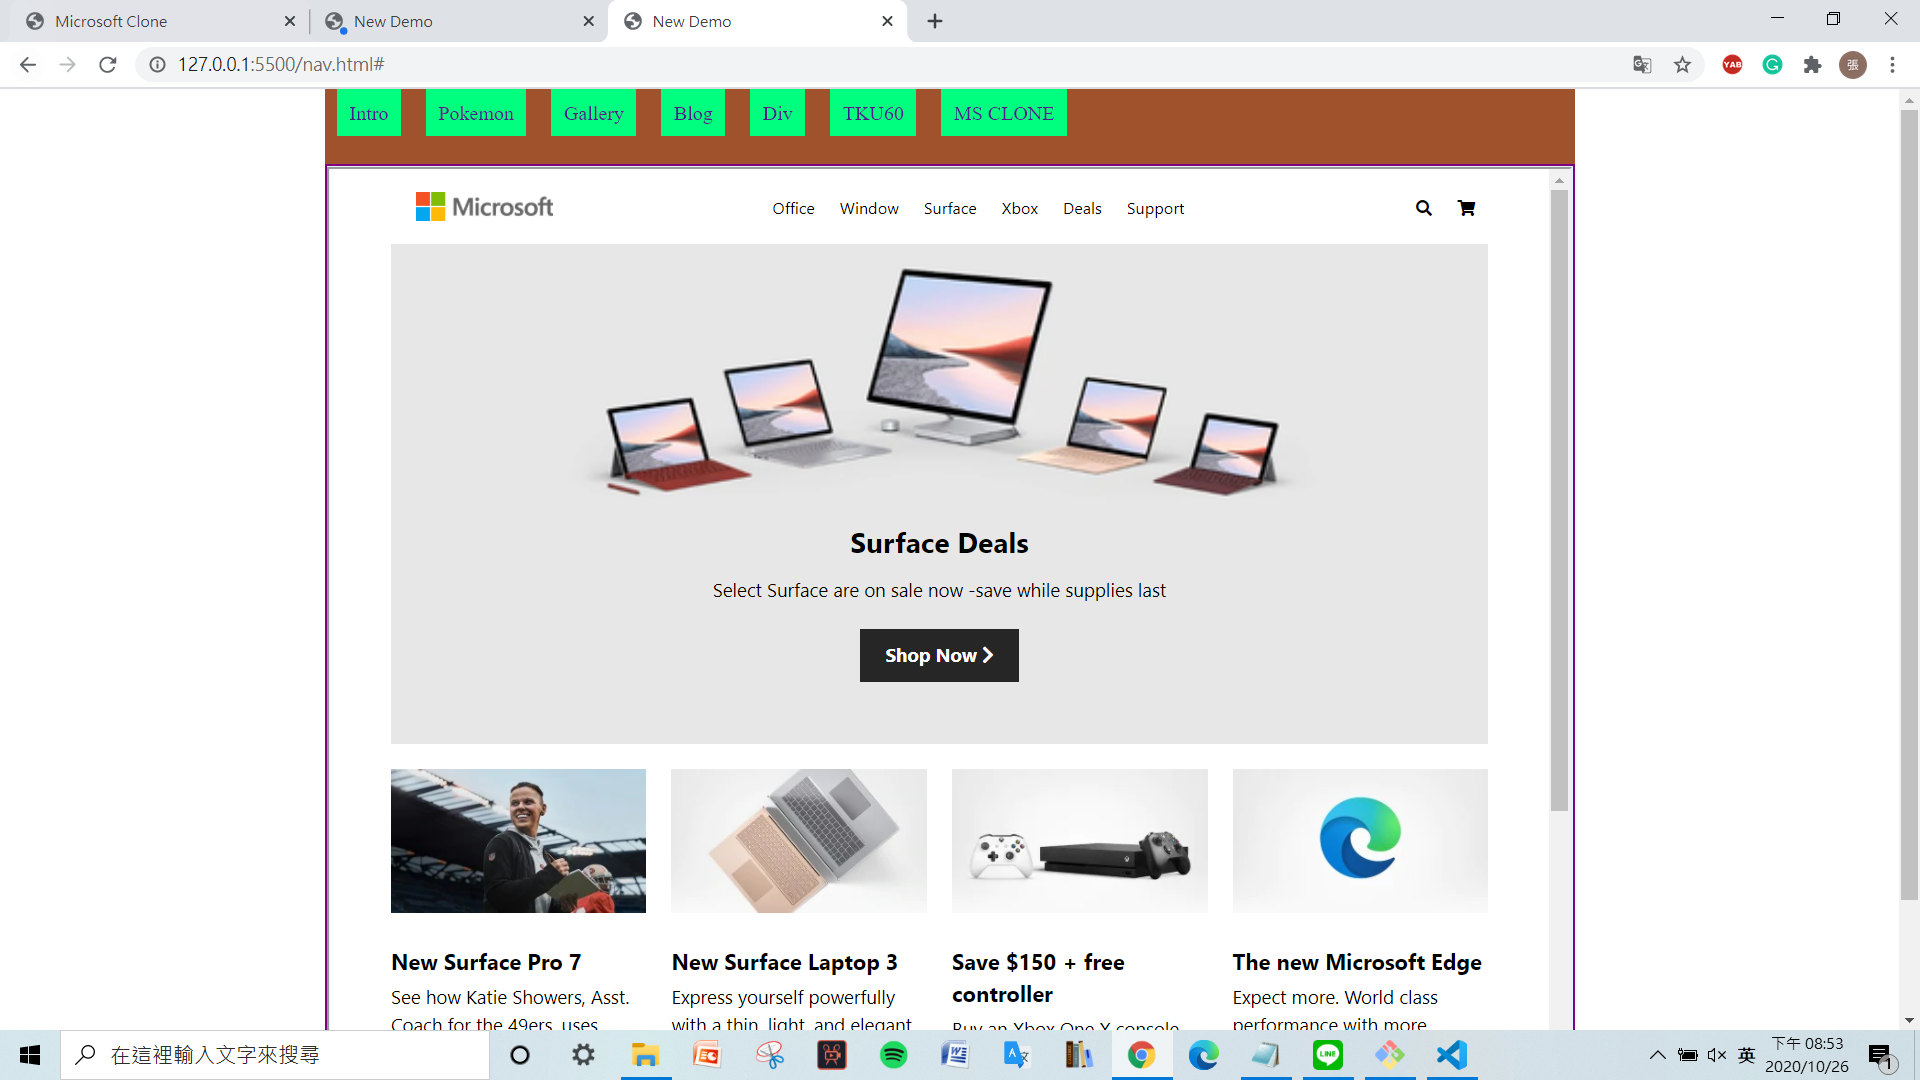 Microsoft Clone
New Demo
New Demo
127.0.0.1:5500/nav.html#
YAB
張
Intro
Pokemon
Gallery
Blog
Div
TKU60
MS CLONE
Microsoft
Office
Window
Surface
Xbox
Deals
Support
Surface Deals
Select Surface are on sale now -save while supplies last
Shop Now
New Surface Pro 7
See how Katie Showers, Asst.
Coach for the 49ers, uses
New Surface Laptop 3
Express yourself powerfully
with a thin, light, and elegant
Save $150 + free
controller
Buy an Xbox One X console
The new Microsoft Edge
Expect more. World class
performance with more
在這裡輸入文字來搜尋
LINE
英
下午 08:53
2020/10/26
1